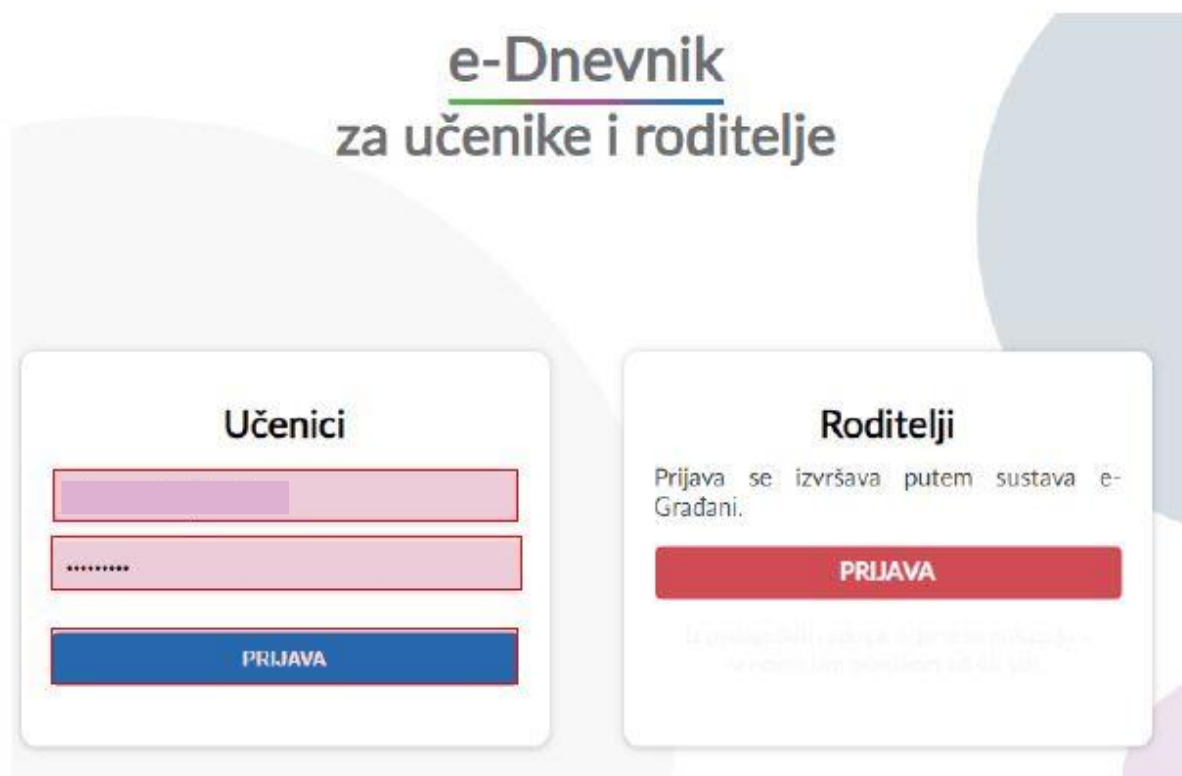 e-Dnevnik
za učenike i roditelje
Učenici
•••••••••
PRIJAVA
Roditelji
Prijava se izvršava putem sustava e-
Građani.
PRIJAVA